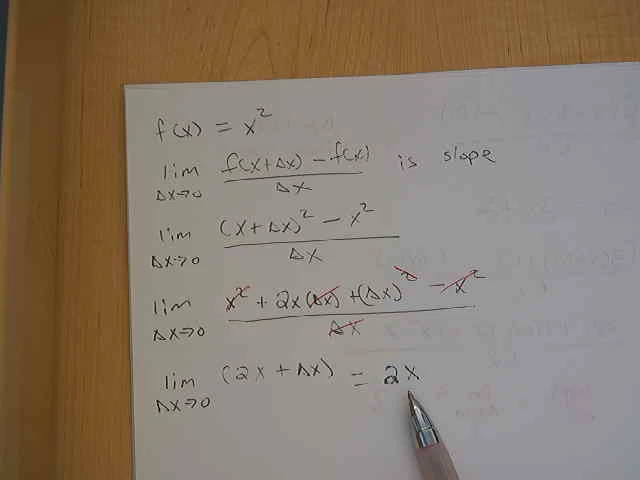 f(x) = x²
lim Δx→0 f(x+Δx) - f(x) / Δx is slope
lim Δx→0 (x+Δx)² - x² / Δx
lim Δx→0 x² + 2x(Δx) + (Δx)² - x² / Δx
lim Δx→0 (2x + Δx) = 2x